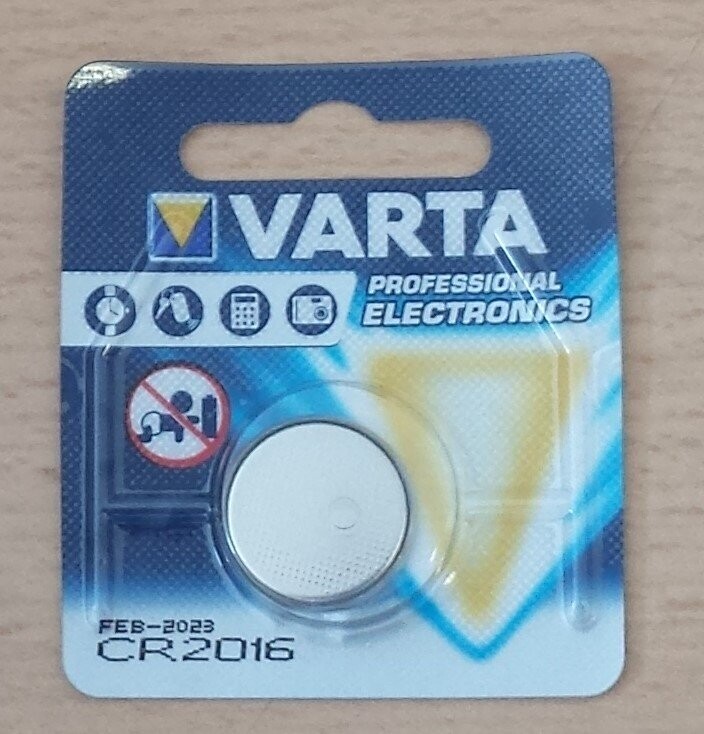 VARTA
PROFESSIONAL
ELECTRONICS
FEB-2023
CR2016